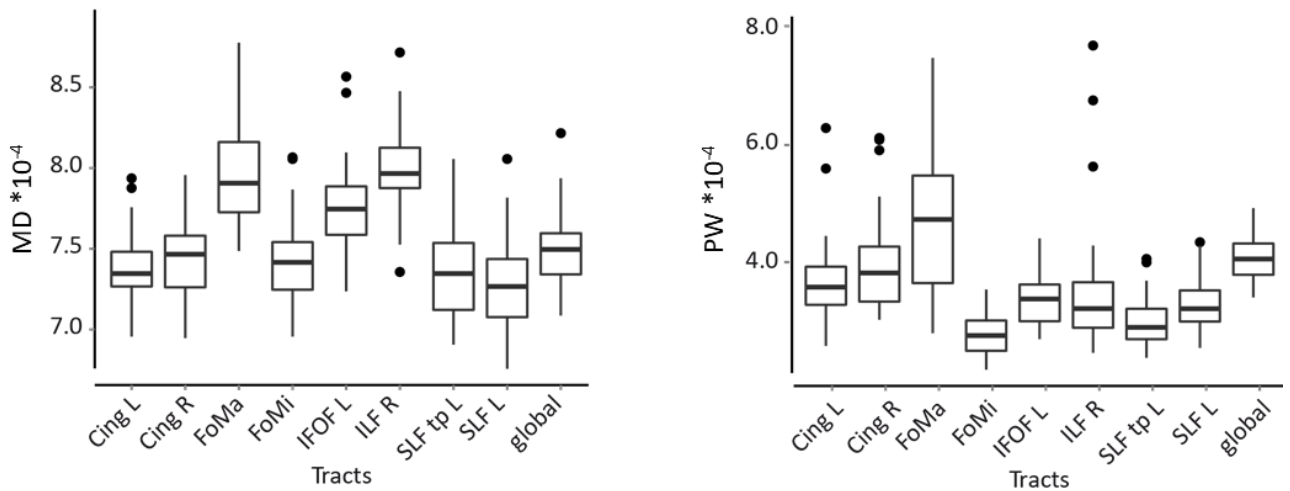 MD *10⁻⁴
8.5
8.0
7.5
7.0
Cing L
Cing R
FoMa
FoMi
IFOF L
ILF R
SLF tp L
SLF L
global
Tracts
PW *10⁻⁴
8.0
6.0
4.0
Cing L
Cing R
FoMa
FoMi
IFOF L
ILF R
SLF tp L
SLF L
global
Tracts